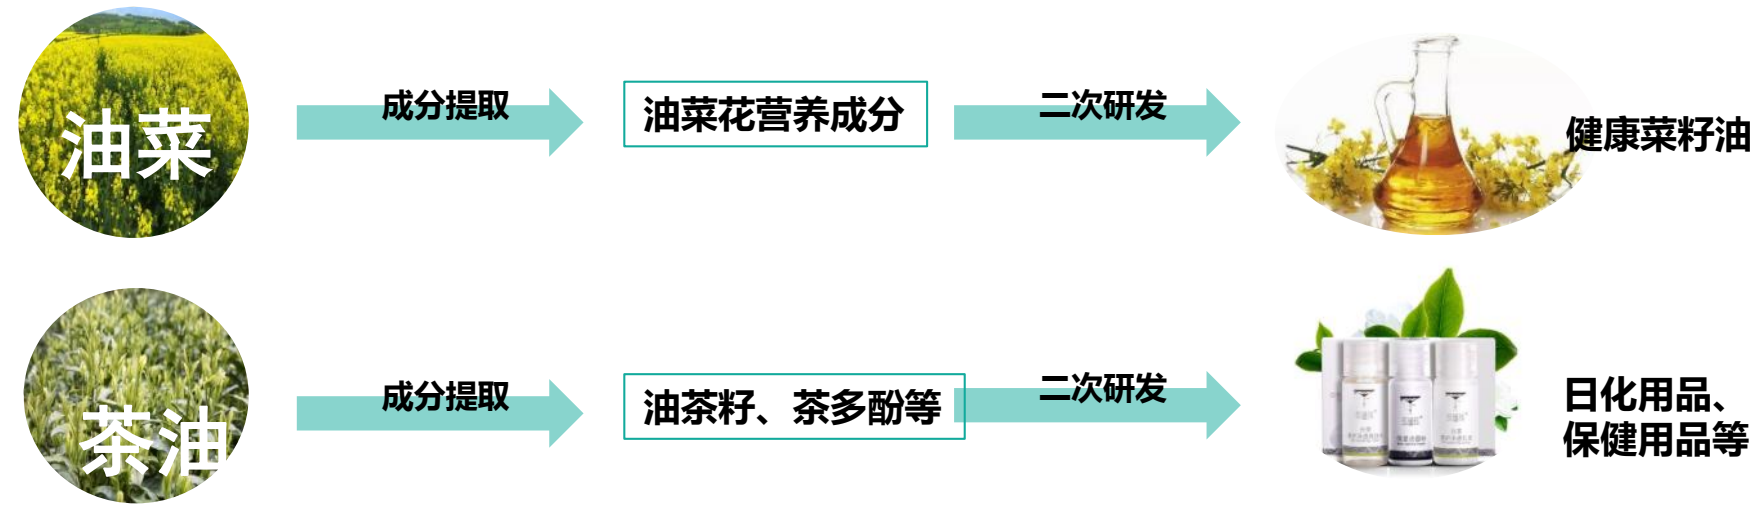 油菜
成分提取
油菜花营养成分
二次研发
健康菜籽油
茶油
成分提取
油茶籽、茶多酚等
二次研发
日化用品、
保健用品等